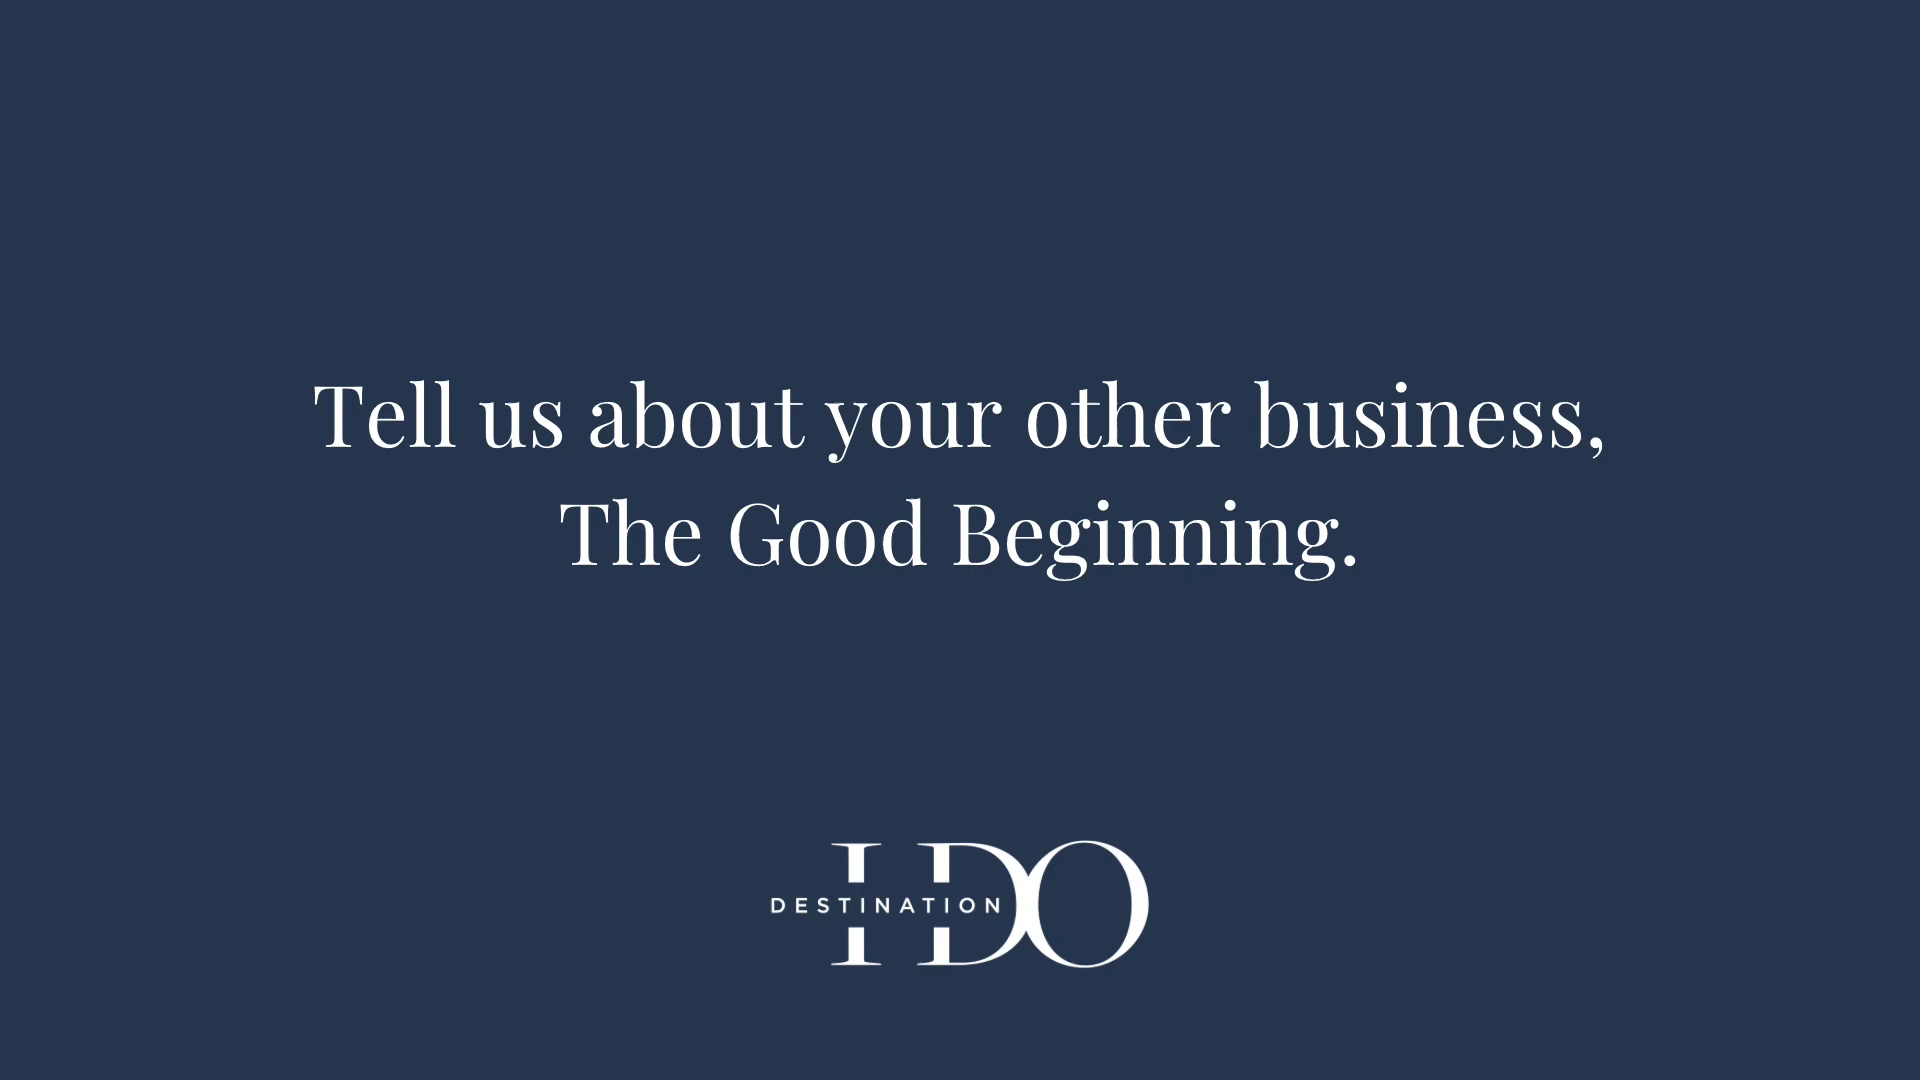 Tell us about your other business,
The Good Beginning.
I DO
DESTINATION